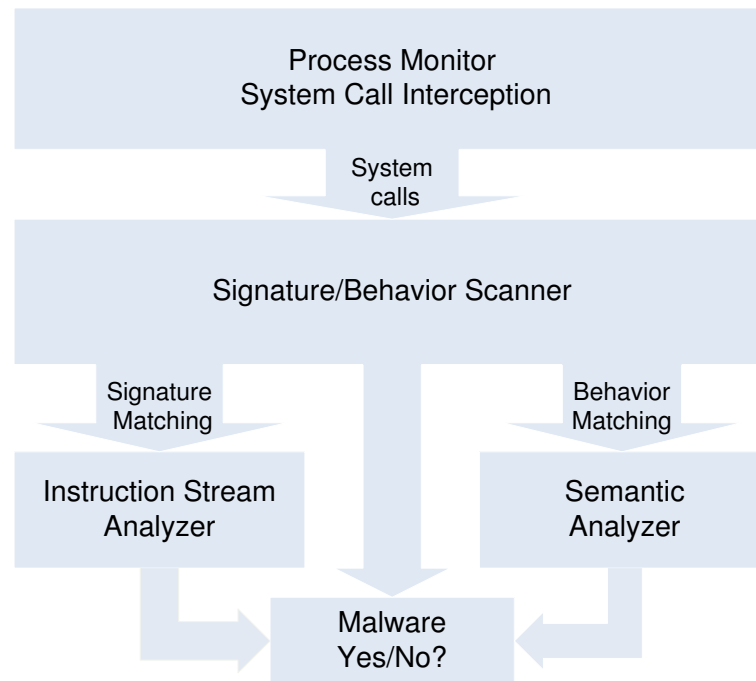 Process Monitor
System Call Interception
System
calls
Signature/Behavior Scanner
Signature
Matching
Behavior
Matching
Instruction Stream
Analyzer
Semantic
Analyzer
Malware
Yes/No?